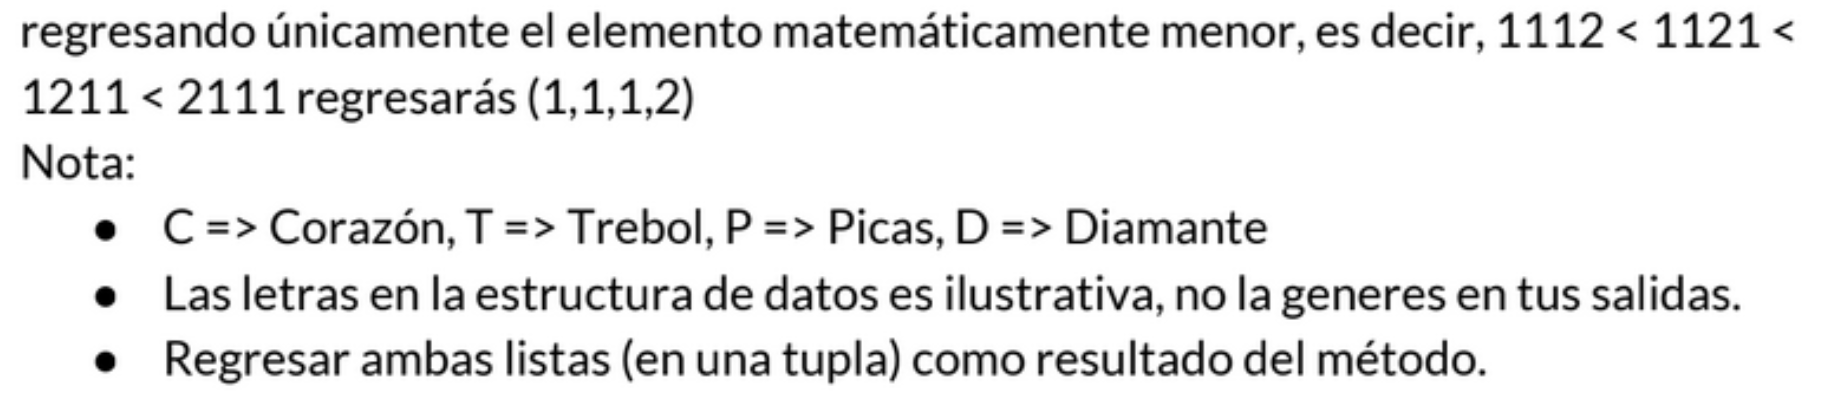 regresando únicamente el elemento matemáticamente menor, es decir, 1112 < 1121 <
1211 < 2111 regresarás (1,1,1,2)
Nota:
● C => Corazón, T => Trebol, P => Picas, D => Diamante
● Las letras en la estructura de datos es ilustrativa, no la generes en tus salidas.
● Regresar ambas listas (en una tupla) como resultado del método.